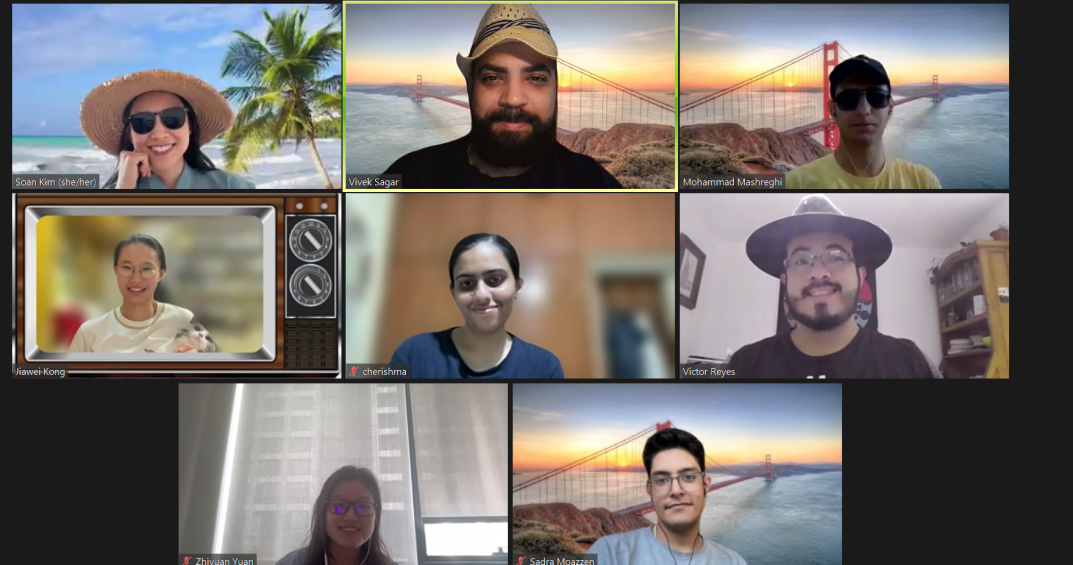 Soan Kim (she/her)
Vivek Sagar
Mohammad Mashreghi
Jiawei Kong
cherishma
Victor Reyes
Zhiyuan Yuan
Sadra Moazzen